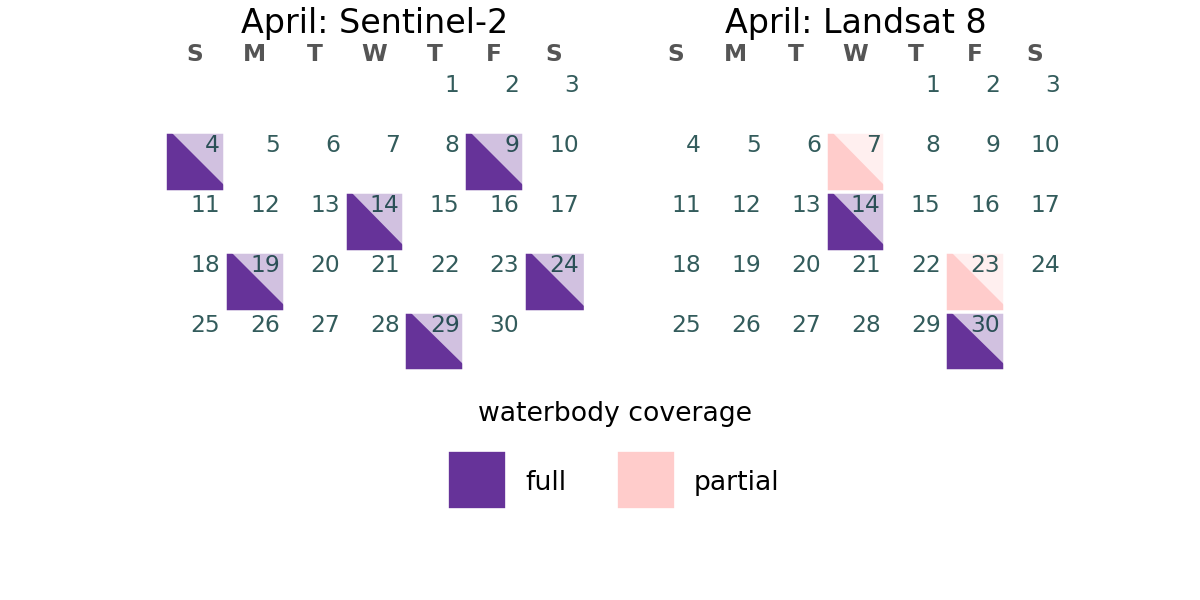 April: Sentinel-2
S M T W T F S
1 2 3
4 5 6 7 8 9 10
11 12 13 14 15 16 17
18 19 20 21 22 23 24
25 26 27 28 29 30
April: Landsat 8
S M T W T F S
1 2 3
4 5 6 7 8 9 10
11 12 13 14 15 16 17
18 19 20 21 22 23 24
25 26 27 28 29 30
waterbody coverage
full partial